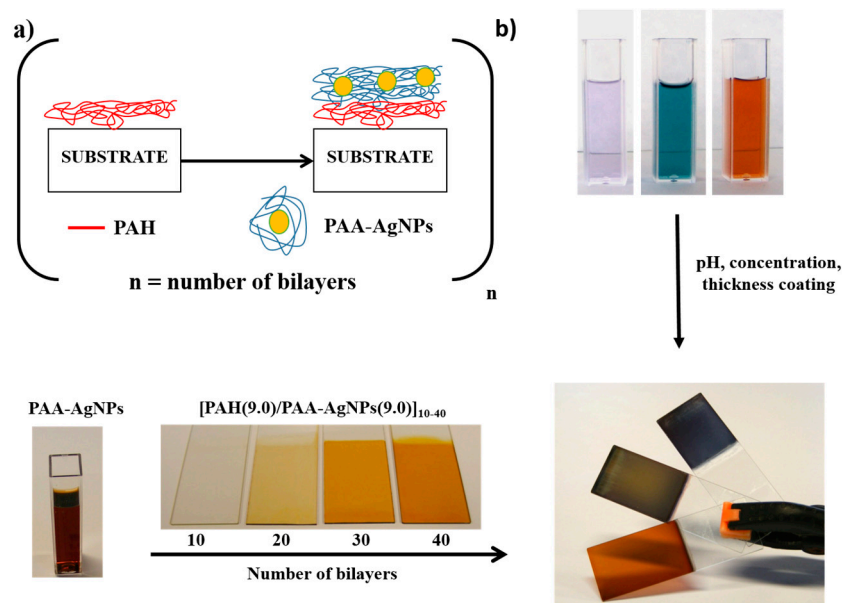 a)
SUBSTRATE
SUBSTRATE
PAH
PAA-AgNPs
n = number of bilayers
n
b)
pH, concentration,
thickness coating
PAA-AgNPs
[PAH(9.0)/PAA-AgNPs(9.0)]10-40
10 20 30 40
Number of bilayers